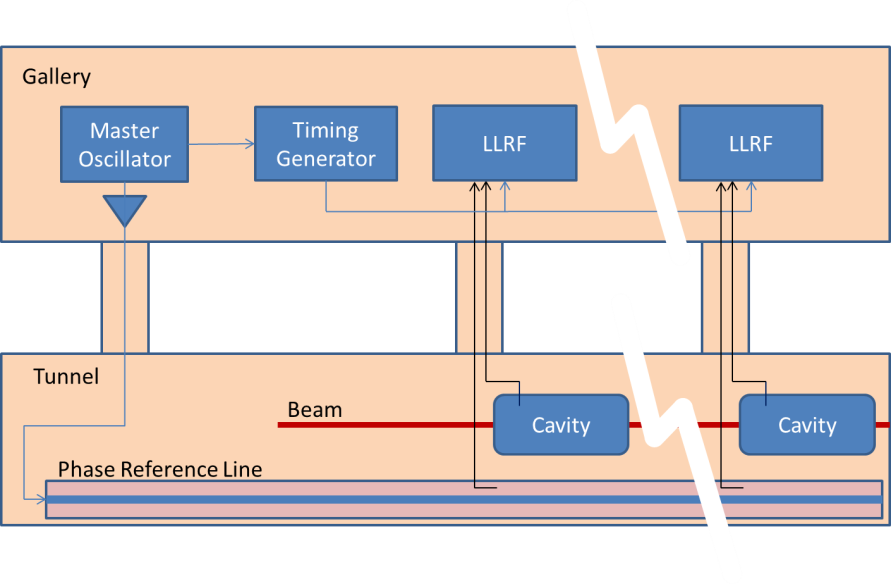 Gallery
Master
Oscillator
Timing
Generator
LLRF
LLRF
Tunnel
Beam
Cavity
Cavity
Phase Reference Line